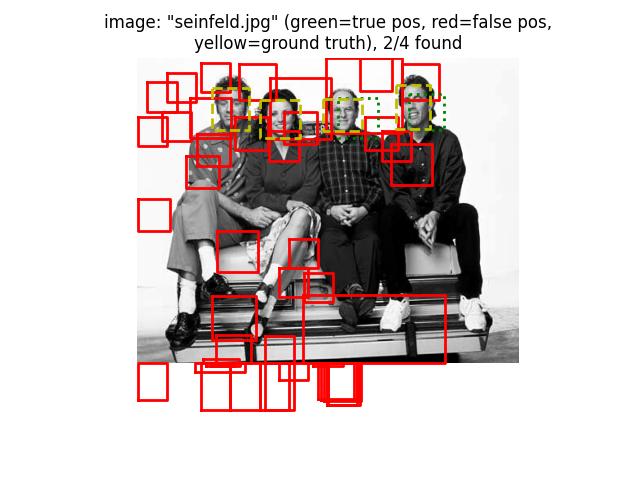 image: "seinfeld.jpg" (green=true pos, red=false pos,
yellow=ground truth), 2/4 found